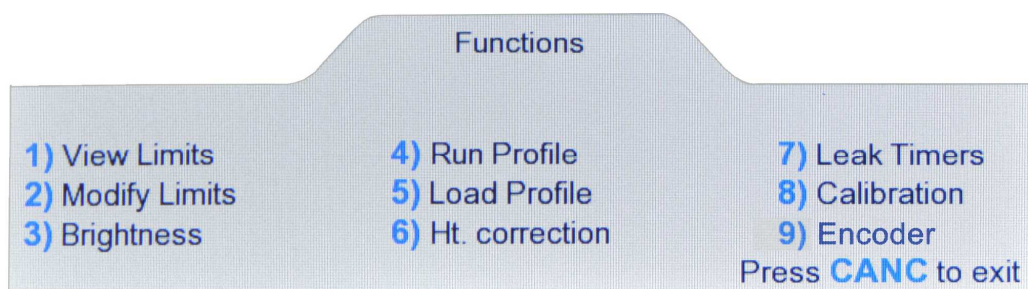 Functions
1) View Limits
2) Modify Limits
3) Brightness
4) Run Profile
5) Load Profile
6) Ht. correction
7) Leak Timers
8) Calibration
9) Encoder
Press CANC to exit